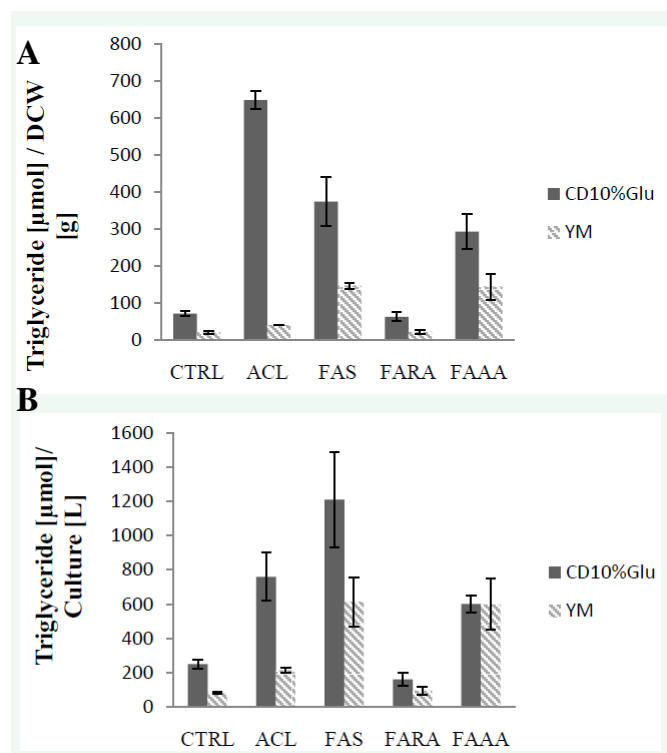 A
Triglyceride [µmol] / DCW
[g]
800
700
600
500
400
300
200
100
0
CTRL ACL FAS FARA FAAA
CD10%Glu
YM
B
Triglyceride [µmol]/
Culture [L]
1600
1400
1200
1000
800
600
400
200
0
CTRL ACL FAS FARA FAAA
CD10%Glu
YM